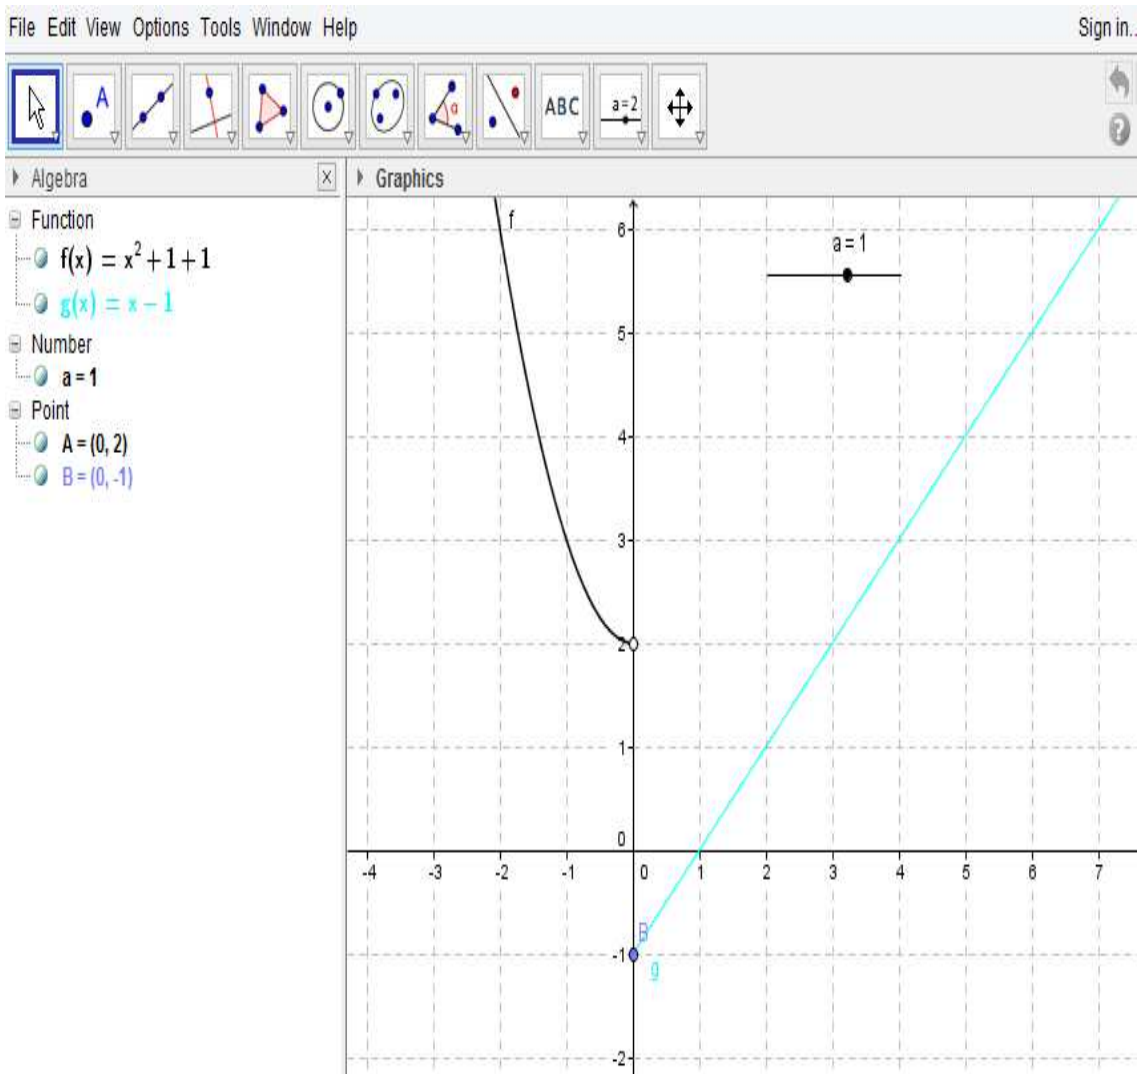 File Edit View Options Tools Window Help Sign in..
A α ABC a=2
Algebra
Graphics
Function
f(x) = x² + 1 + 1
g(x) = x − 1
Number
a = 1
Point
A = (0, 2)
B = (0, -1)
f
a = 1
6
5
4
3
2
1
0
-4 -3 -2 -1 0 1 2 3 4 5 6 7
B
-1
g
-2